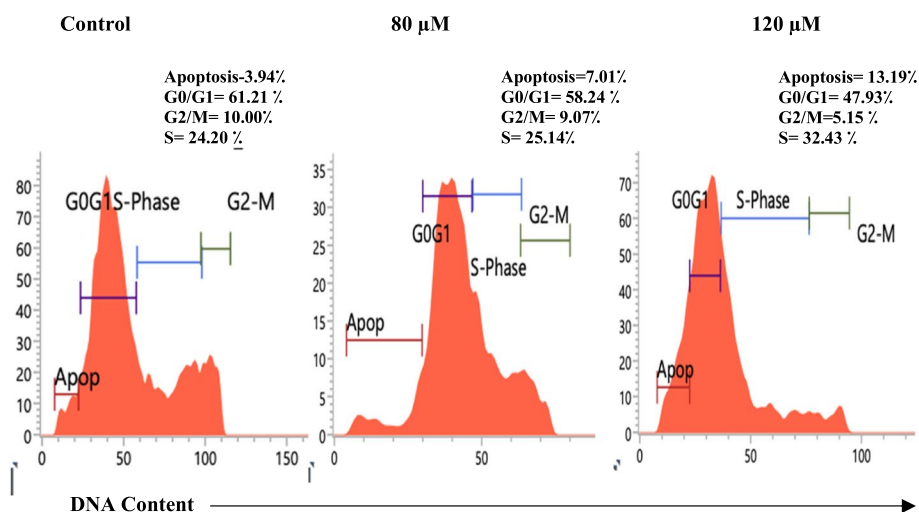 Control
80 µM
120 µM
Apoptosis-3.94٪
G0/G1= 61.21 ٪
G2/M= 10.00٪
S= 24.20 ٪
Apoptosis=7.01٪
G0/G1= 58.24 ٪
G2/M= 9.07٪
S= 25.14٪
Apoptosis= 13.19٪
G0/G1= 47.93٪
G2/M=5.15 ٪
S= 32.43 ٪
80
70
60
50
40
30
20
10
0
G0G1S-Phase
G2-M
Apop
0
50
100
150
35
30
25
20
15
10
5
0
G0G1
S-Phase
G2-M
Apop
0
50
70
60
50
40
30
20
10
0
G0G1
S-Phase
G2-M
Apop
0
50
100
DNA Content